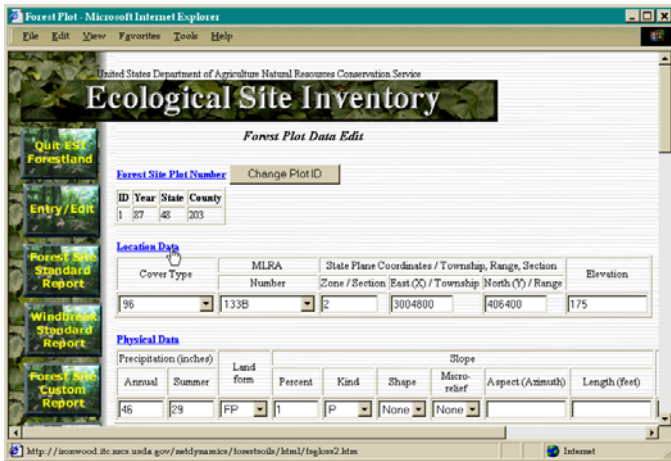 Forest Plot - Microsoft Internet Explorer
File Edit View Favorites Tools Help
United States Department of Agriculture Natural Resources Conservation Service
Ecological Site Inventory
Forest Plot Data Edit
Quit ESI Forestland
Forest Site Plot Number Change Plot ID
ID Year State County
1 87 48 203
Entry/Edit
Location Data
Forest Site Standard Report
Cover Type MLRA Number State Plane Coordinates / Township, Range, Section Elevation
Zone / Section East (X) / Township North (Y) / Range
96 133B 2 3004800 406400 175
Windbreak Standard Report
Physical Data
Precipitation (inches) Land form Slope
Annual Summer Percent Kind Shape Micro-relief Aspect (Azimuth) Length (feet)
Forest Site Custom Report
46 29 FP 1 P None None
http://ironwood.itc.nrcs.usda.gov/netdynamics/forestsoils/html/fsgloss2.htm Internet